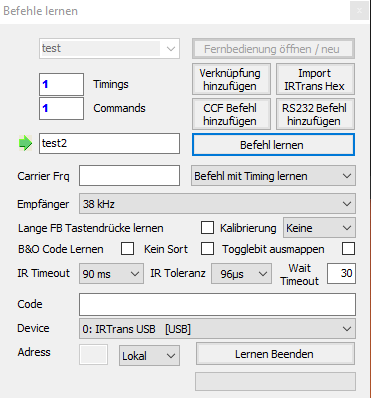 Befehle lernen
test
Fernbedienung öffnen / neu
1 Timings
Verknüpfung hinzufügen
Import IRTrans Hex
1 Commands
CCF Befehl hinzufügen
RS232 Befehl hinzufügen
test2
Befehl lernen
Carrier Frq
Befehl mit Timing lernen
Empfänger 38 kHz
Lange FB Tastendrücke lernen
Kalibrierung Keine
B&O Code Lernen
Kein Sort
Togglebit ausmappen
IR Timeout 90 ms
IR Toleranz 96µs
Wait Timeout 30
Code
Device 0: IRTrans USB [USB]
Adress
Lokal
Lernen Beenden